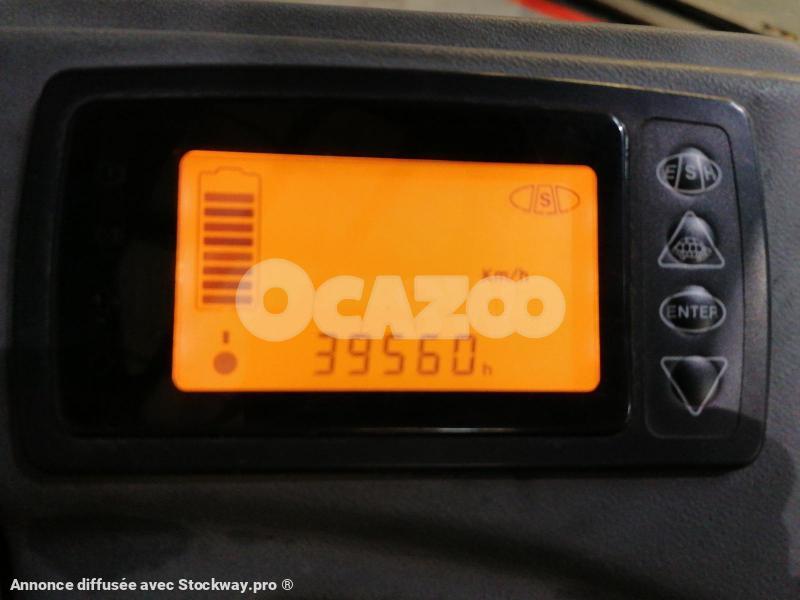 S
E S H
Km/h
OCAZOO
ENTER
39560 h
Annonce diffusée avec Stockway.pro ®